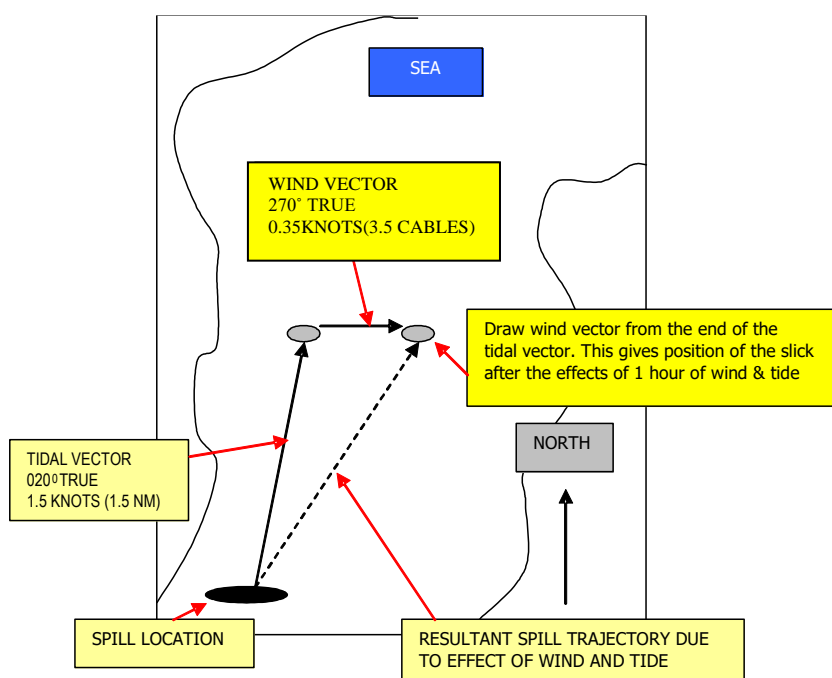 SEA
WIND VECTOR
270° TRUE
0.35KNOTS(3.5 CABLES)
Draw wind vector from the end of the
tidal vector. This gives position of the slick
after the effects of 1 hour of wind & tide
NORTH
TIDAL VECTOR
020⁰TRUE
1.5 KNOTS (1.5 NM)
SPILL LOCATION
RESULTANT SPILL TRAJECTORY DUE
TO EFFECT OF WIND AND TIDE